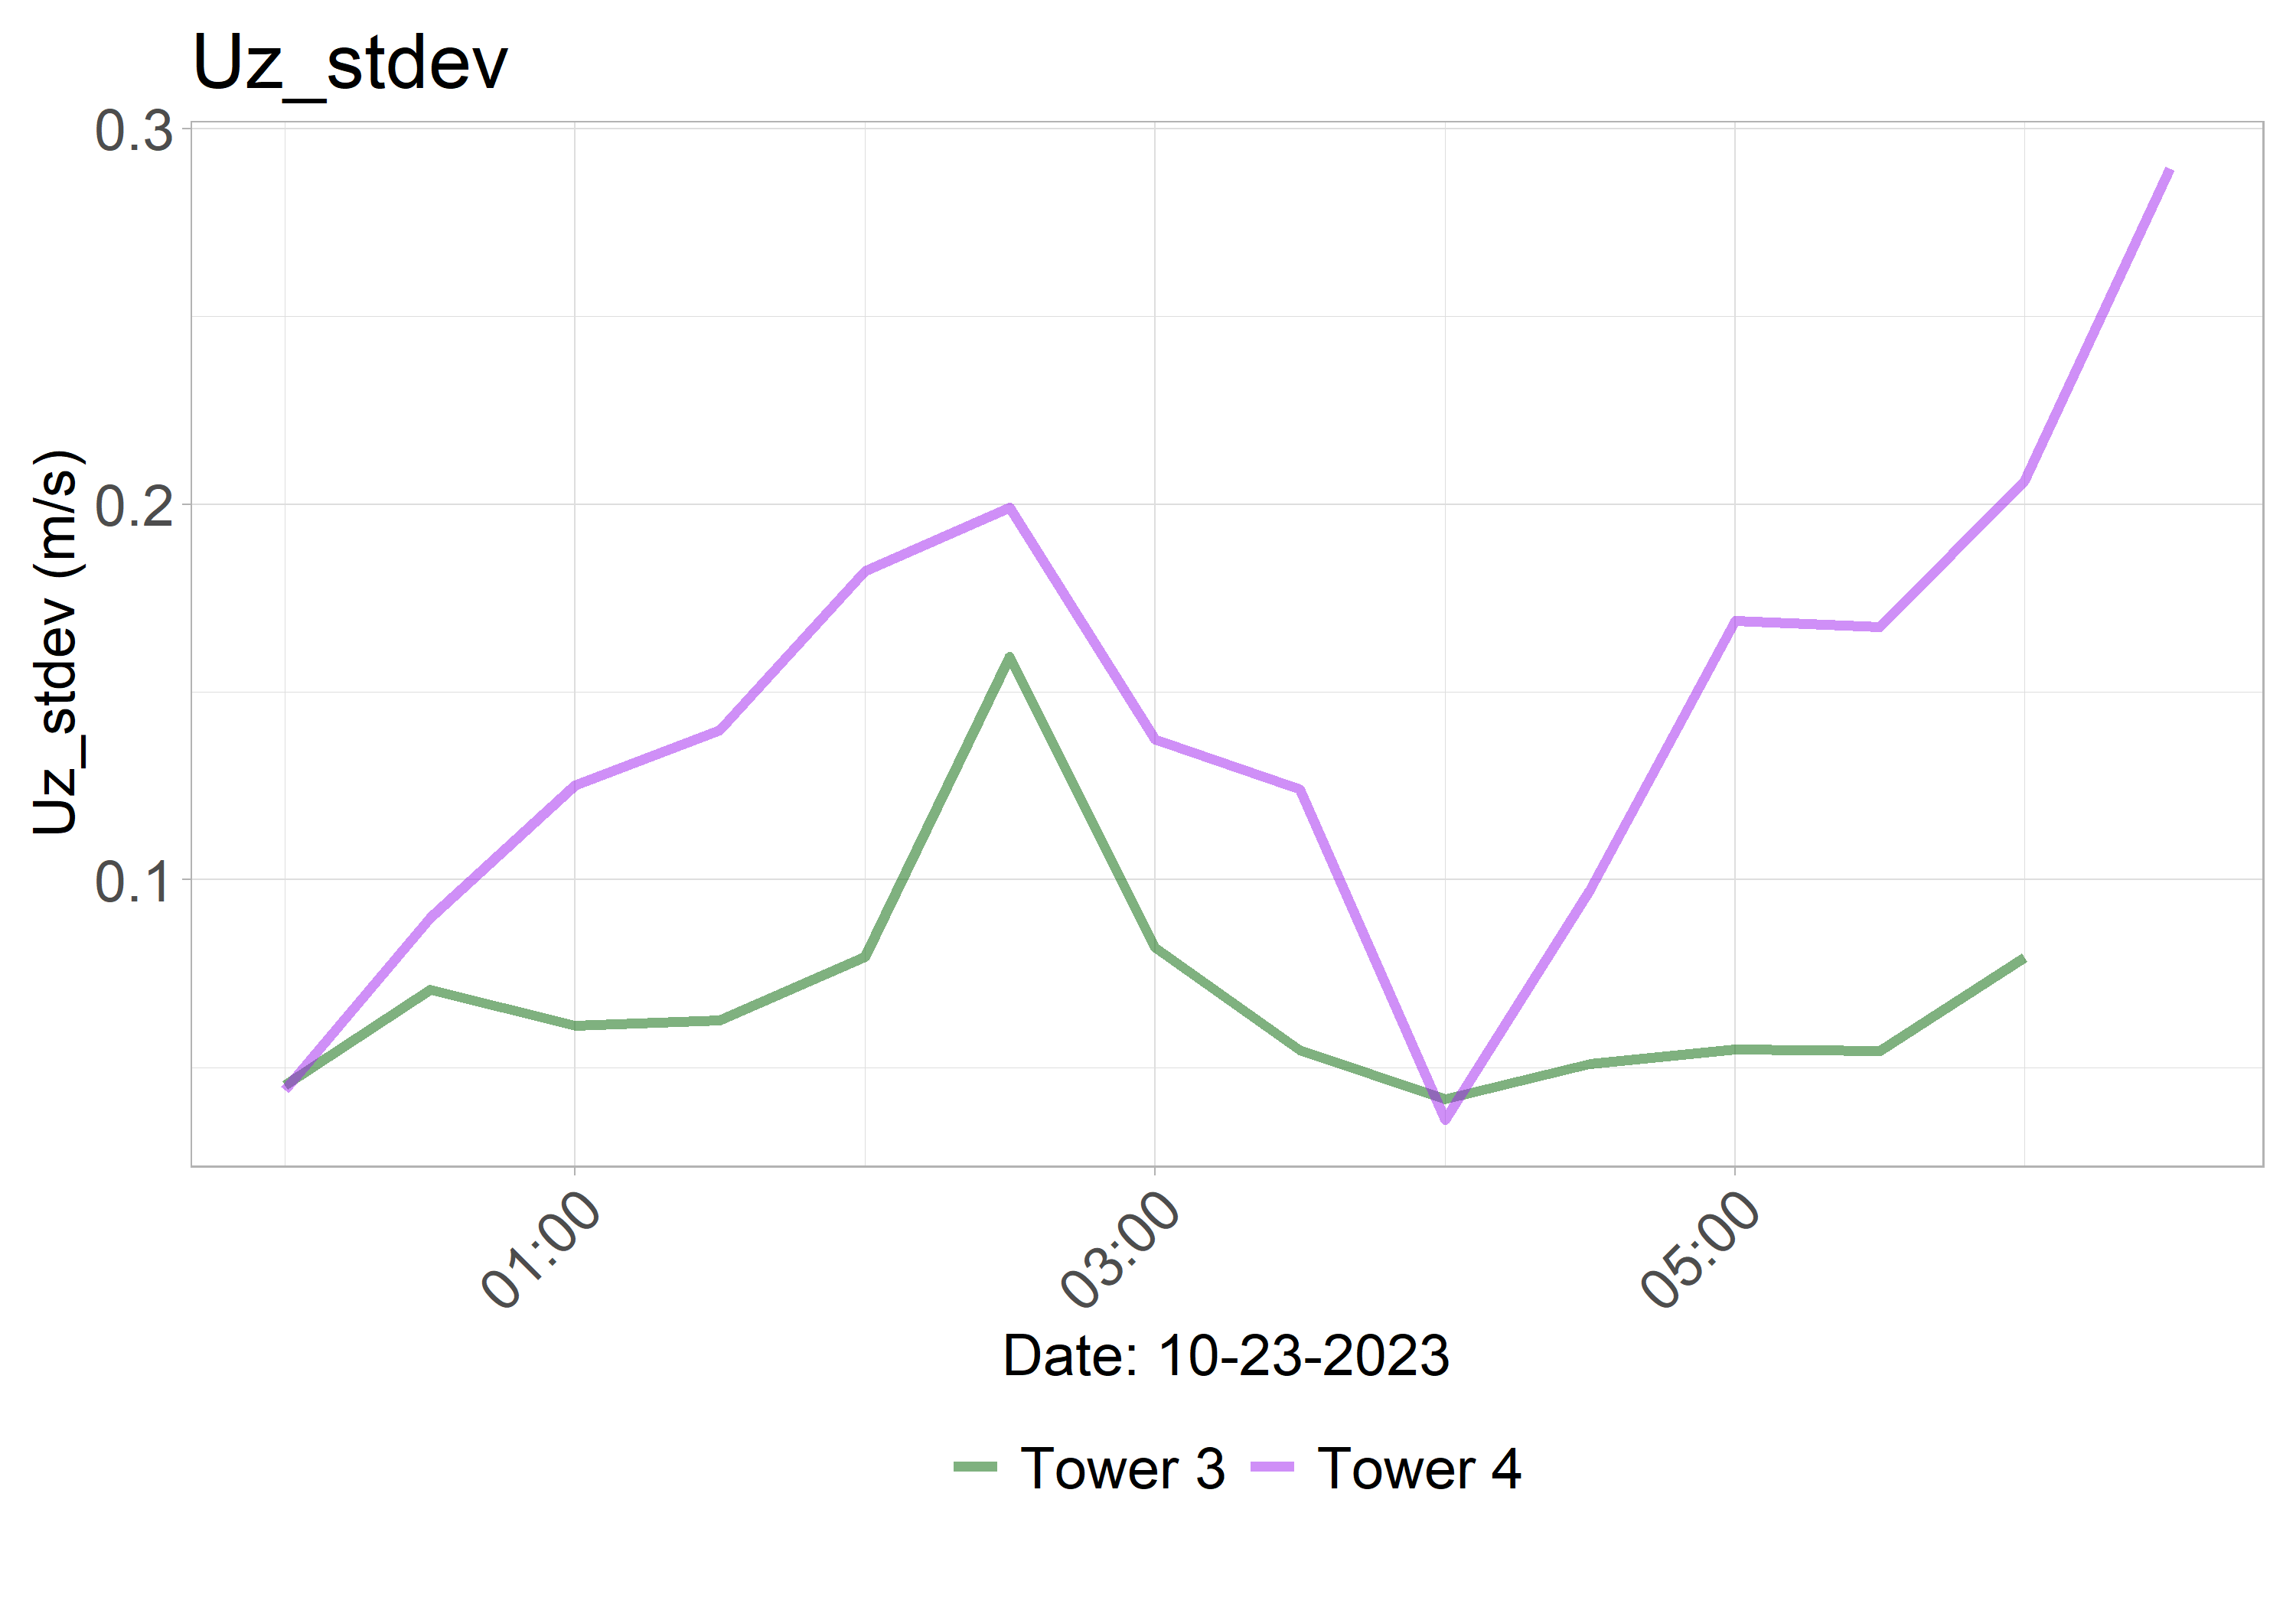 Uz_stdev
0.3
0.2
0.1
Uz_stdev (m/s)
01:00
03:00
05:00
Date: 10-23-2023
Tower 3
Tower 4